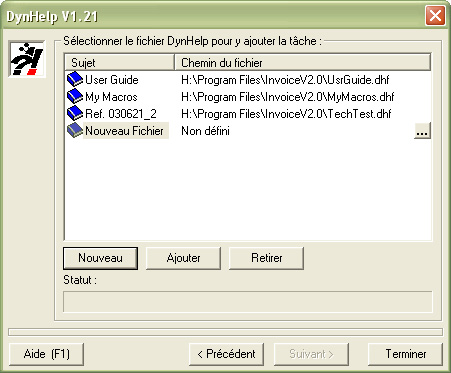 DynHelp V1.21
Sélectionner le fichier DynHelp pour y ajouter la tâche :
Sujet Chemin du fichier
User Guide H:\Program Files\InvoiceV2.0\UsrGuide.dhf
My Macros H:\Program Files\InvoiceV2.0\MyMacros.dhf
Ref. 030621_2 H:\Program Files\InvoiceV2.0\TechTest.dhf
Nouveau Fichier Non défini ...
Nouveau Ajouter Retirer
Statut :
Aide (F1) < Précédent Suivant > Terminer